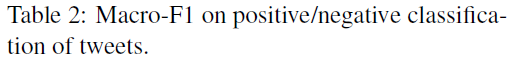 Table 2: Macro-F1 on positive/negative classifica-
tion of tweets.